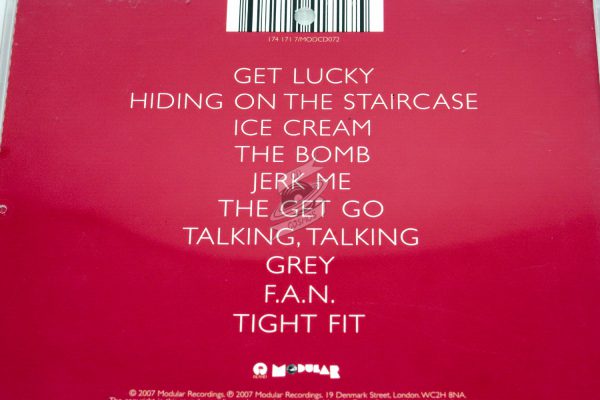 174 171 7/MODCD072
GET LUCKY
HIDING ON THE STAIRCASE
ICE CREAM
THE BOMB
JERK ME
THE GET GO
TALKING, TALKING
GREY
F.A.N.
TIGHT FIT
ISLAND MODULAR
© 2007 Modular Recordings. ℗ 2007 Modular Recordings. 19 Denmark Street, London. WC2H 8NA.